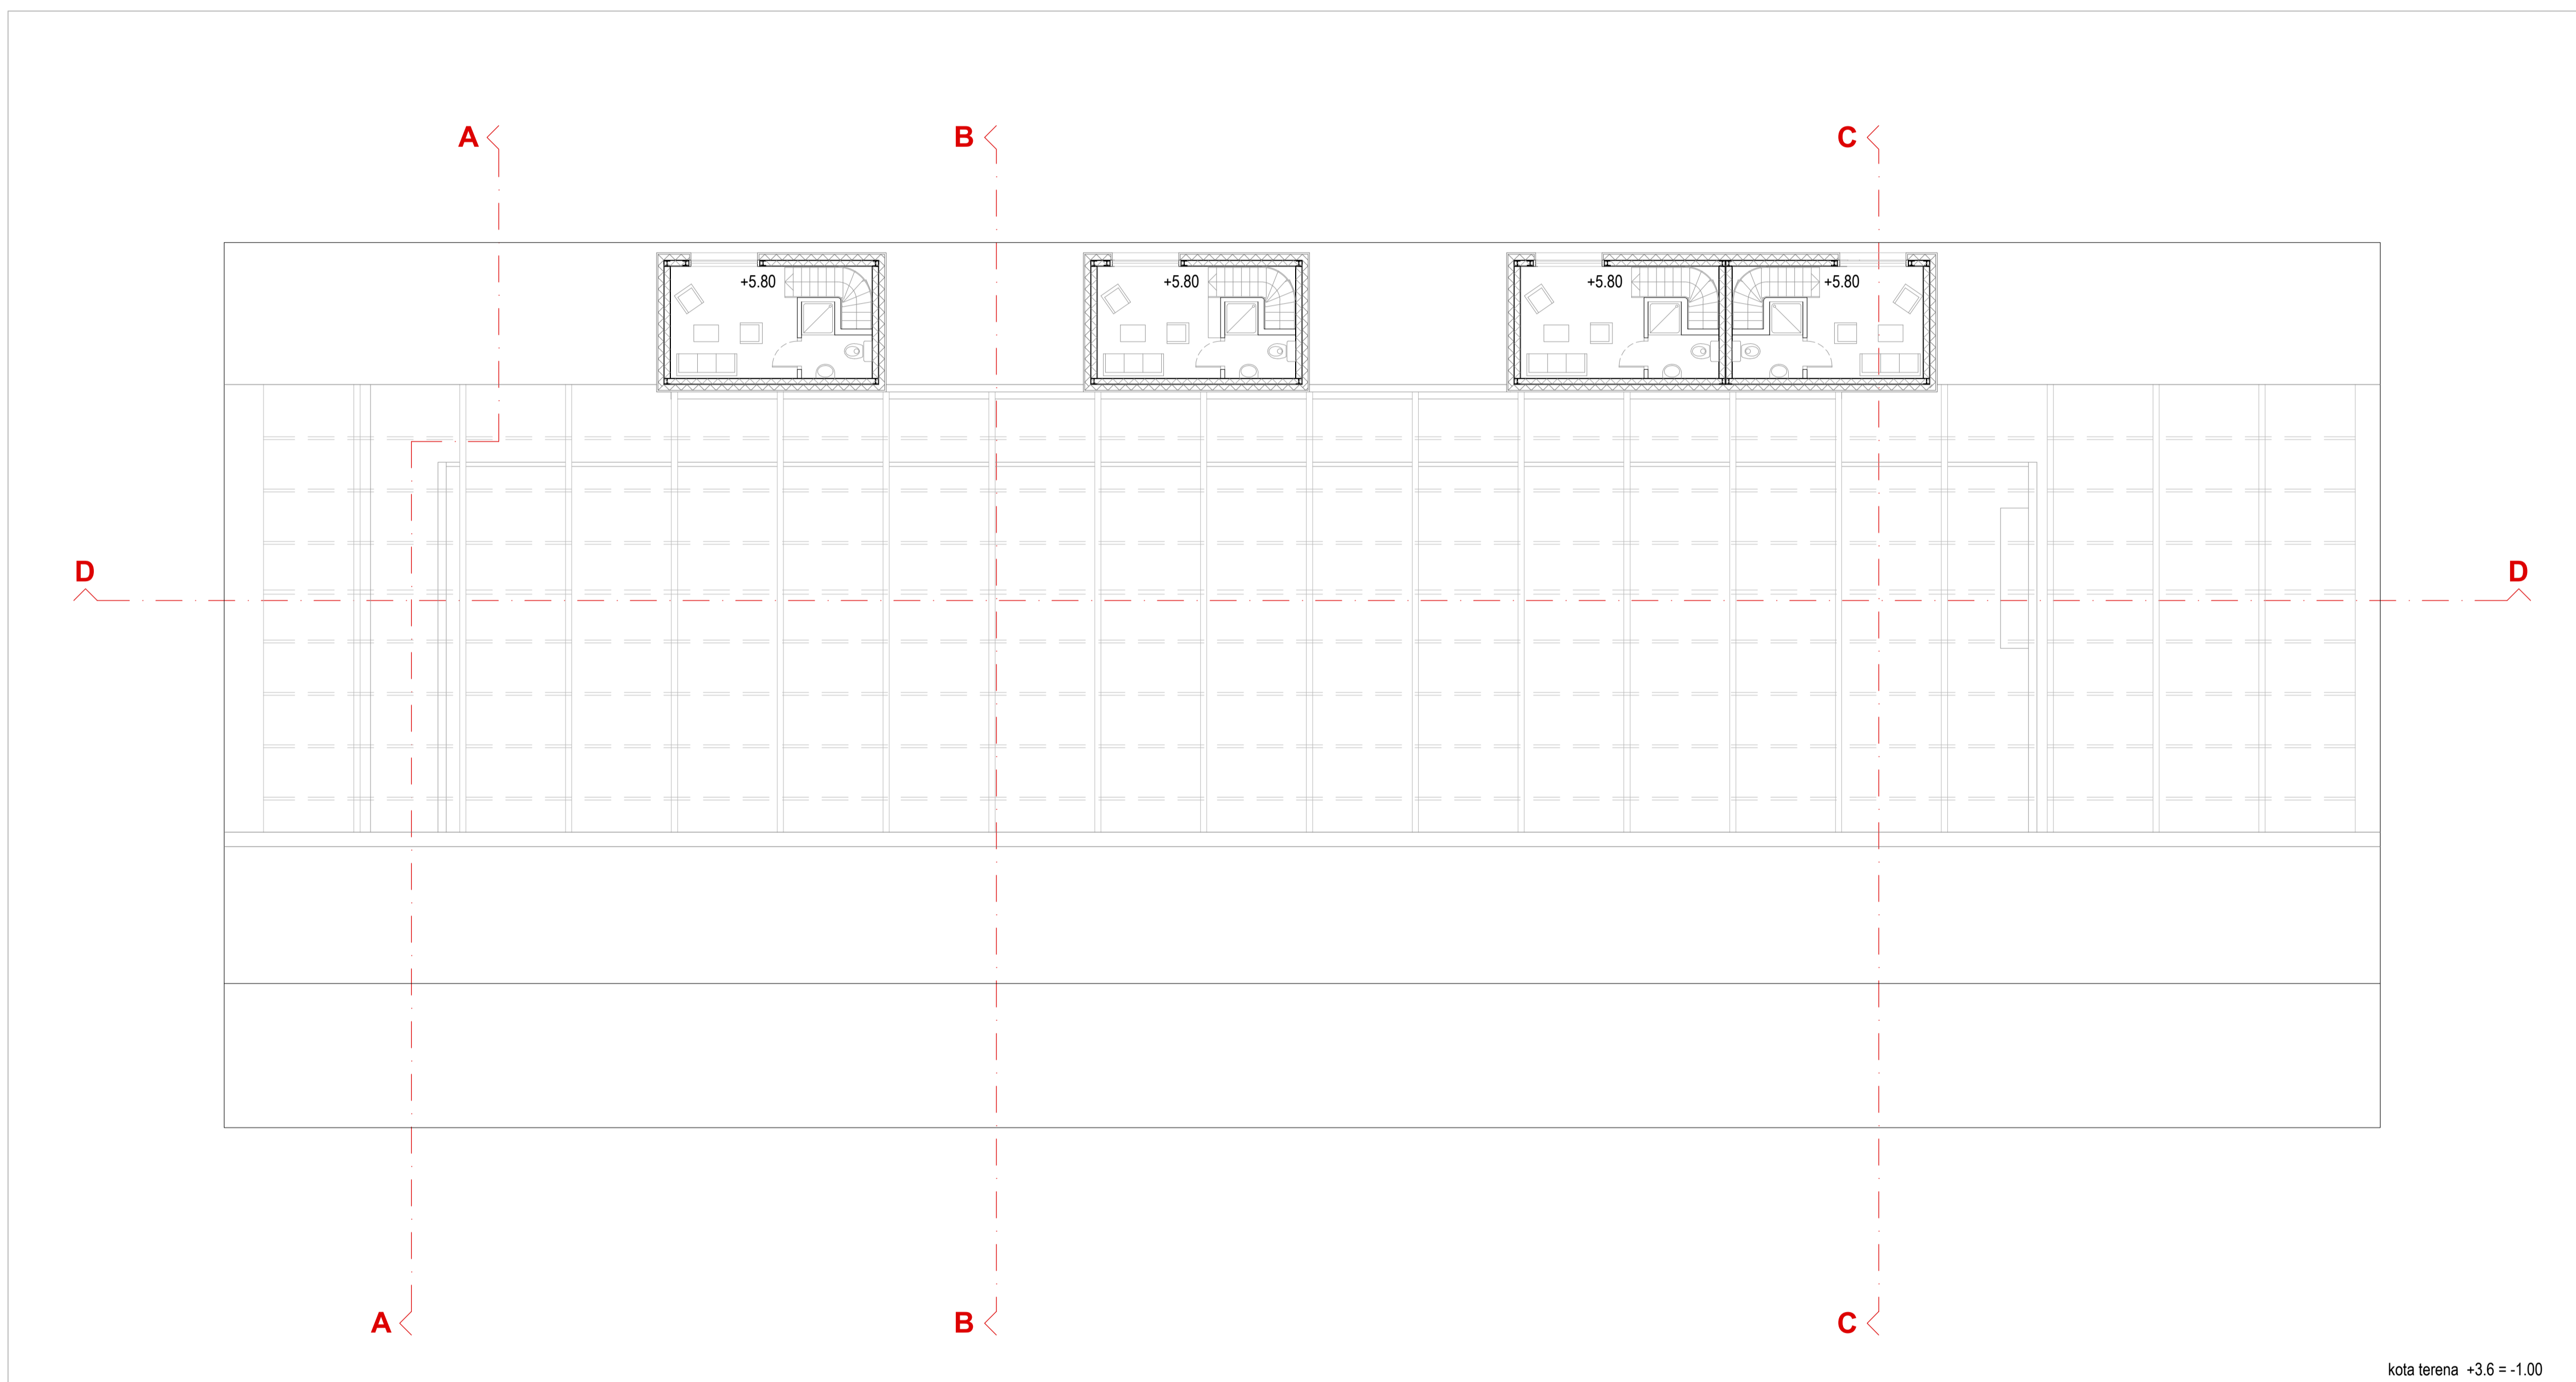 A B C
+5.80 +5.80 +5.80 +5.80
D D
A B C
kota terena +3.6 = -1.00